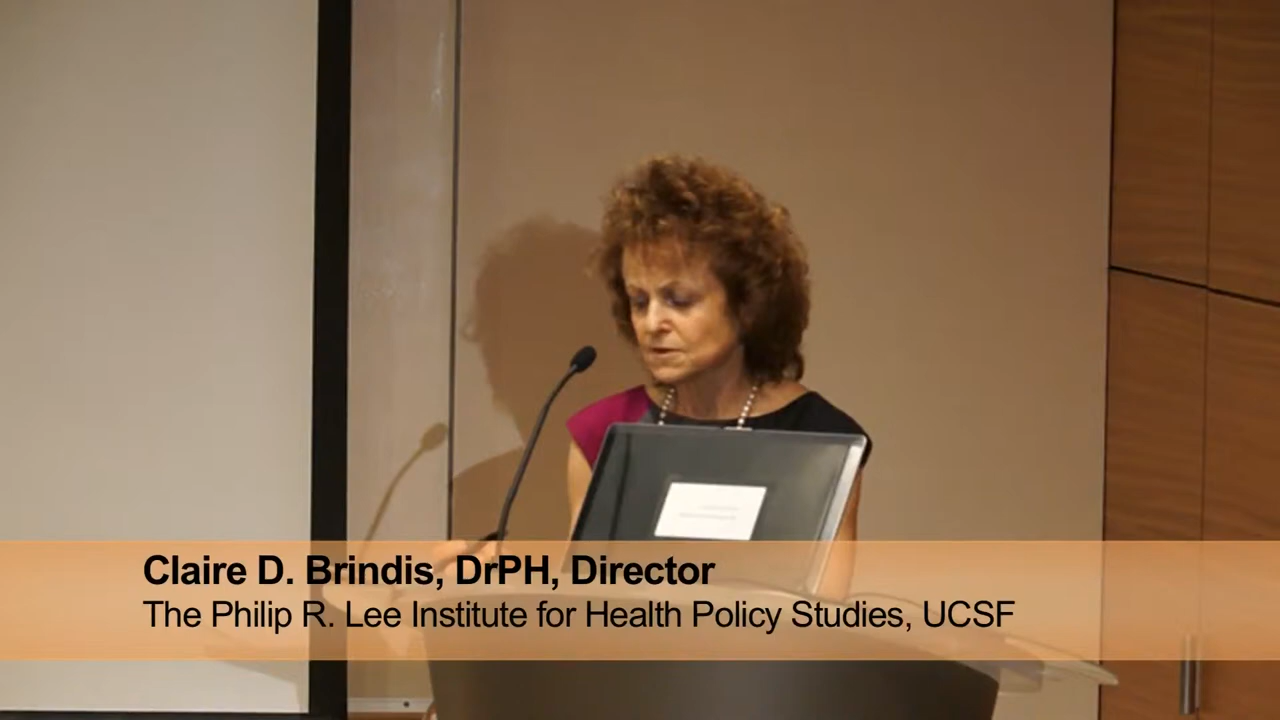 Claire D. Brindis, DrPH, Director
The Philip R. Lee Institute for Health Policy Studies, UCSF